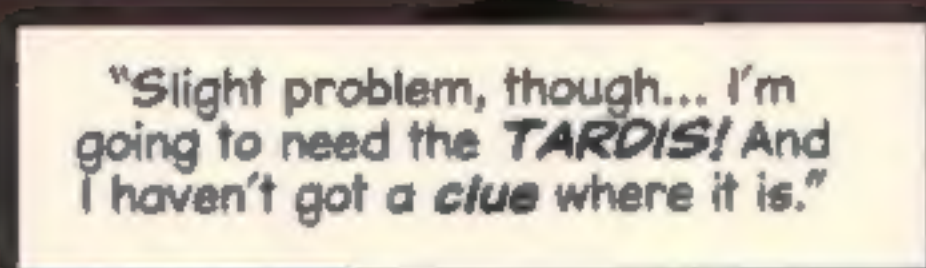 "Slight problem, though... I'm
going to need the TARDIS! And
I haven't got a clue where it is."